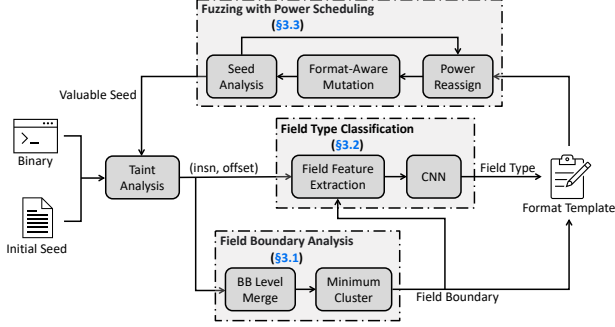 Fuzzing with Power Scheduling
(§3.3)
Seed
Analysis
Format-Aware
Mutation
Power
Reassign
Valuable Seed
>_
Binary
Initial Seed
Taint
Analysis
(insn, offset)
Field Type Classification
(§3.2)
Field Feature
Extraction
CNN
Field Type
Format Template
Field Boundary Analysis
(§3.1)
BB Level
Merge
Minimum
Cluster
Field Boundary